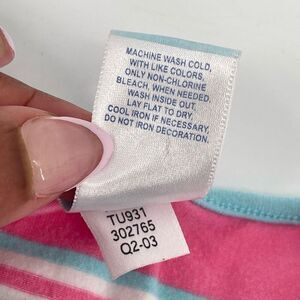 MACHINE WASH COLD,
WITH LIKE COLORS,
ONLY NON-CHLORINE
BLEACH, WHEN NEEDED.
WASH INSIDE OUT.
LAY FLAT TO DRY.
COOL IRON IF NECESSARY.
DO NOT IRON DECORATION.
TU931
302765
Q2-03